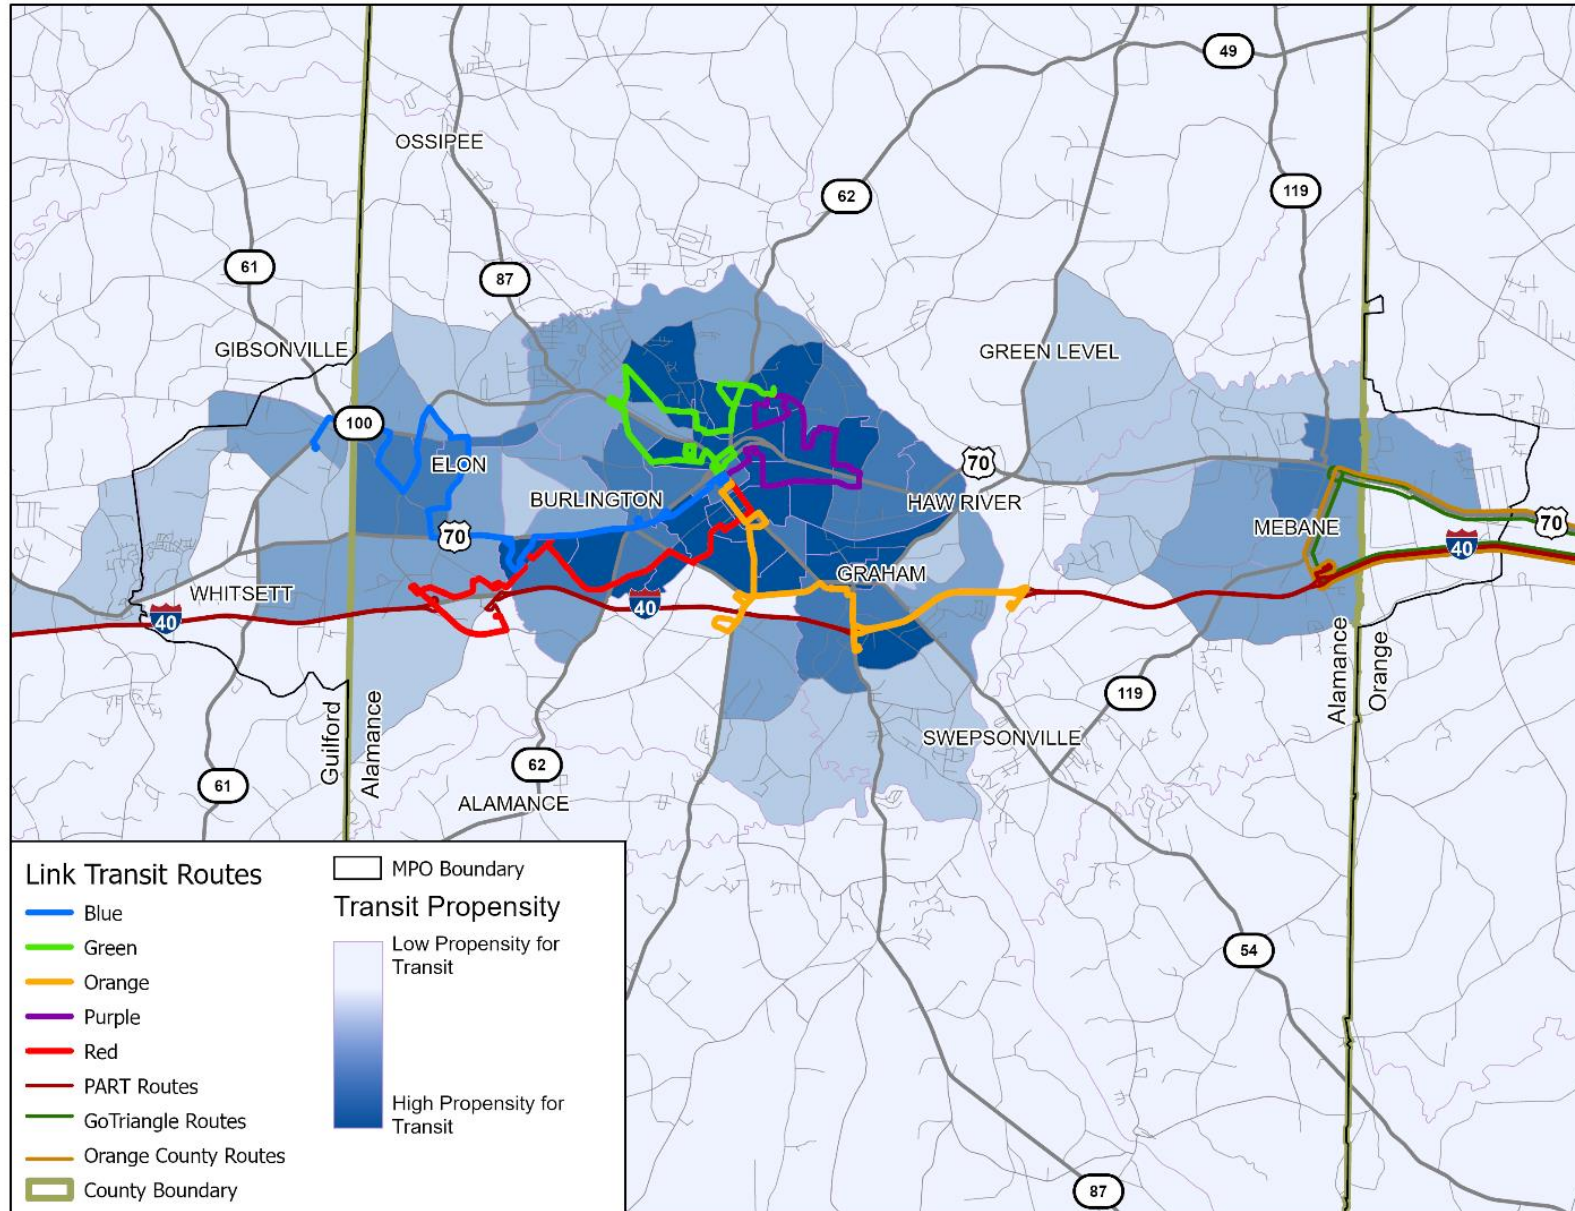 49
OSSIPEE
62
119
61
87
GIBSONVILLE
GREEN LEVEL
100
ELON
70
BURLINGTON
HAW RIVER
70
MEBANE
70
40
WHITSETT
GRAHAM
40
40
119
Guilford
Alamance
Alamance
Orange
SWEPSONVILLE
62
61
ALAMANCE
54
87
Link Transit Routes
Blue
Green
Orange
Purple
Red
PART Routes
GoTriangle Routes
Orange County Routes
County Boundary
MPO Boundary
Transit Propensity
Low Propensity for
Transit
High Propensity for
Transit